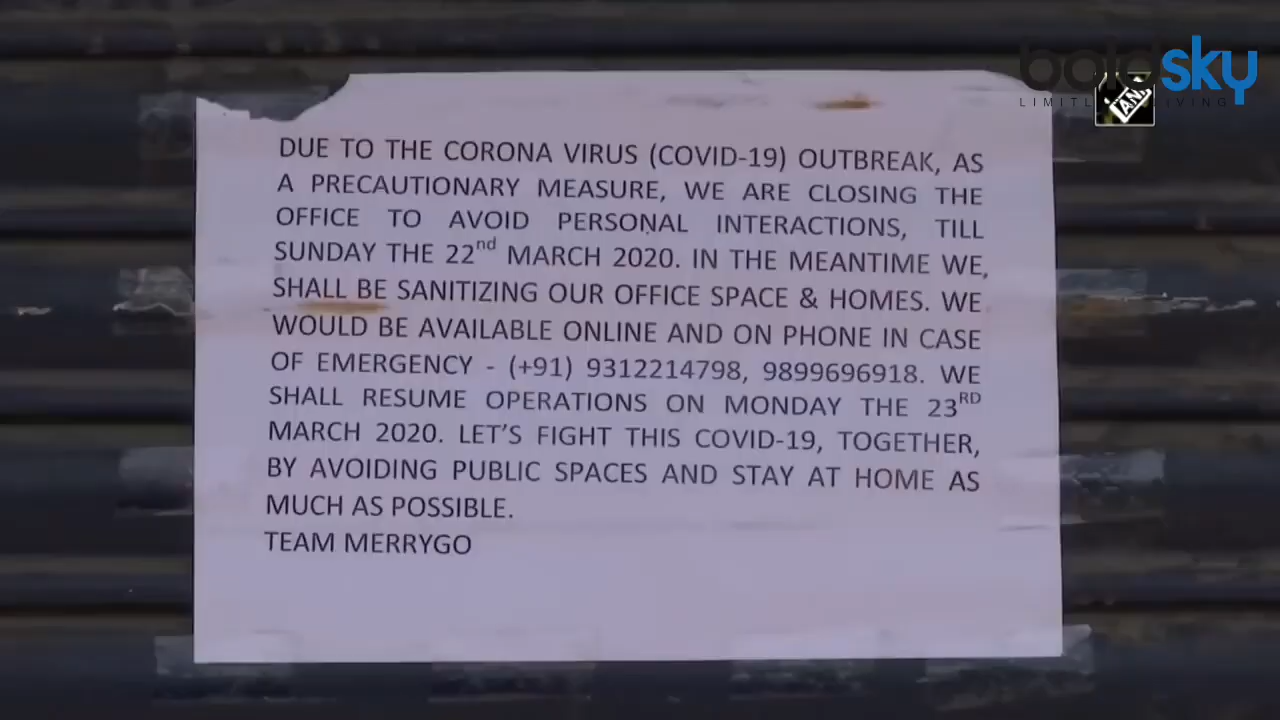 boldsky
LIMITL IVING
ANI
DUE TO THE CORONA VIRUS (COVID-19) OUTBREAK, AS
A PRECAUTIONARY MEASURE, WE ARE CLOSING THE
OFFICE TO AVOID PERSONAL INTERACTIONS, TILL
SUNDAY THE 22nd MARCH 2020. IN THE MEANTIME WE,
SHALL BE SANITIZING OUR OFFICE SPACE & HOMES. WE
WOULD BE AVAILABLE ONLINE AND ON PHONE IN CASE
OF EMERGENCY - (+91) 9312214798, 9899696918. WE
SHALL RESUME OPERATIONS ON MONDAY THE 23RD
MARCH 2020. LET'S FIGHT THIS COVID-19, TOGETHER,
BY AVOIDING PUBLIC SPACES AND STAY AT HOME AS
MUCH AS POSSIBLE.
TEAM MERRYGO